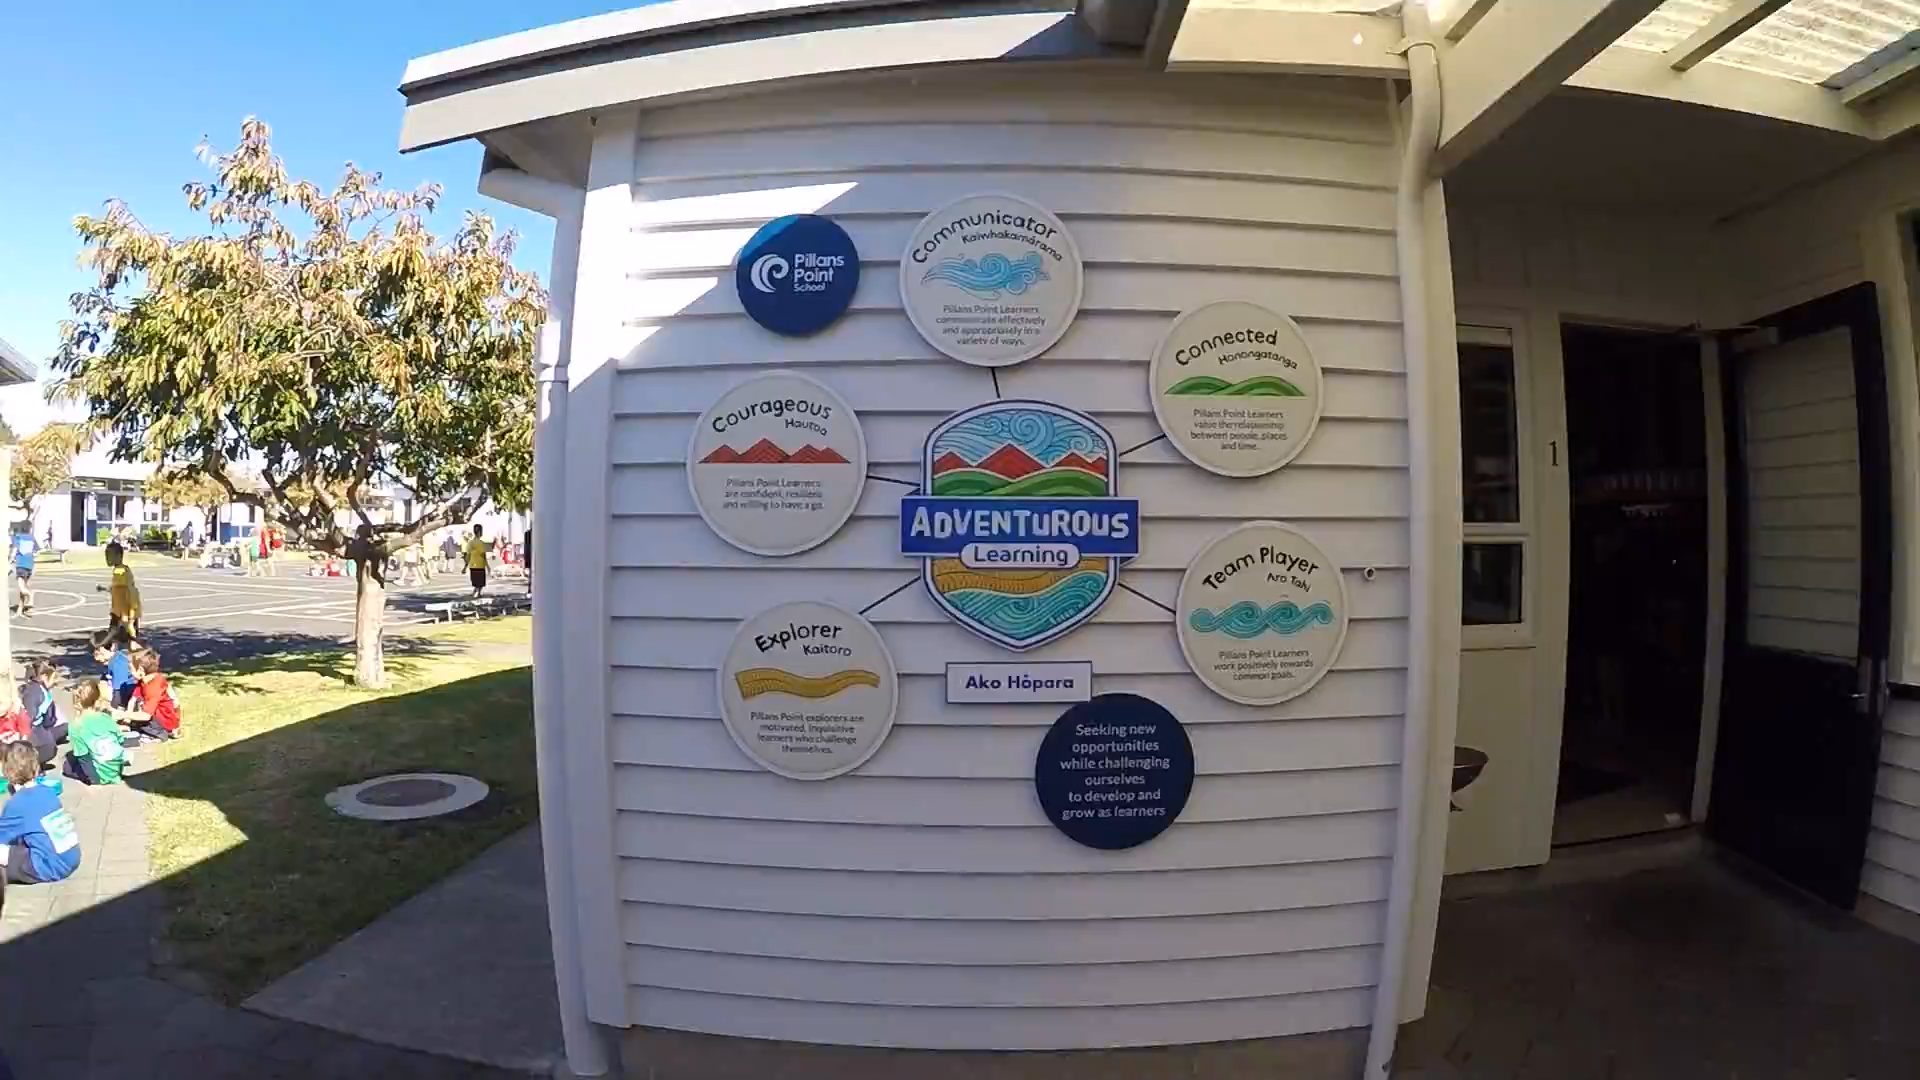 Pillans
Point
School
Communicator
Kaiwhakamārama
Pillans Point Learners
communicate effectively
and appropriately in a
variety of ways.
Connected
Honongatanga
Pillans Point Learners
value the relationship
between people, places
and time.
Courageous
Hautoa
Pillans Point Learners
are confident, resilient
and willing to have a go.
ADVENTUROUS
Learning
Team Player
Aro Tahi
Pillans Point Learners
work positively towards
common goals.
Explorer
Kaitoro
Pillans Point explorers are
motivated, inquisitive
learners who challenge
themselves.
Ako Hōpara
Seeking new
opportunities
while challenging
ourselves
to develop and
grow as learners
1